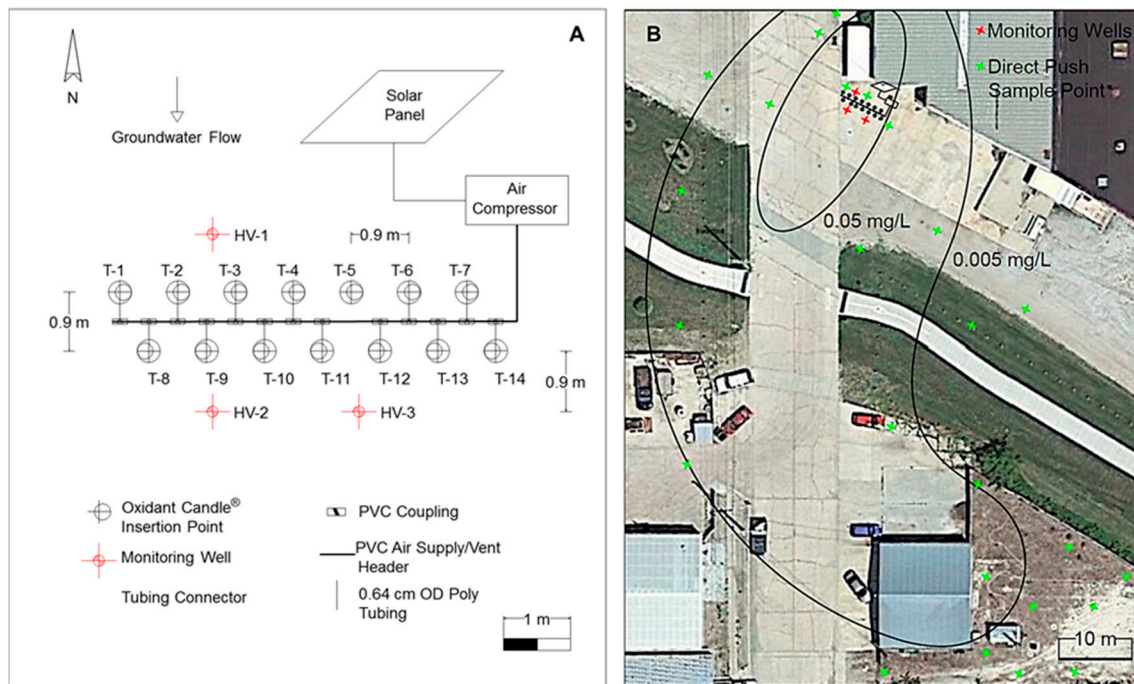 A
N
Groundwater Flow
Solar
Panel
Air
Compressor
HV-1
0.9 m
T-1 T-2 T-3 T-4 T-5 T-6 T-7
0.9 m
T-8 T-9 T-10 T-11 T-12 T-13 T-14
0.9 m
HV-2
HV-3
Oxidant Candle®
Insertion Point
PVC Coupling
Monitoring Well
PVC Air Supply/Vent
Header
Tubing Connector
0.64 cm OD Poly
Tubing
1 m
B
Monitoring Wells
Direct Push
Sample Point
0.05 mg/L
0.005 mg/L
10 m